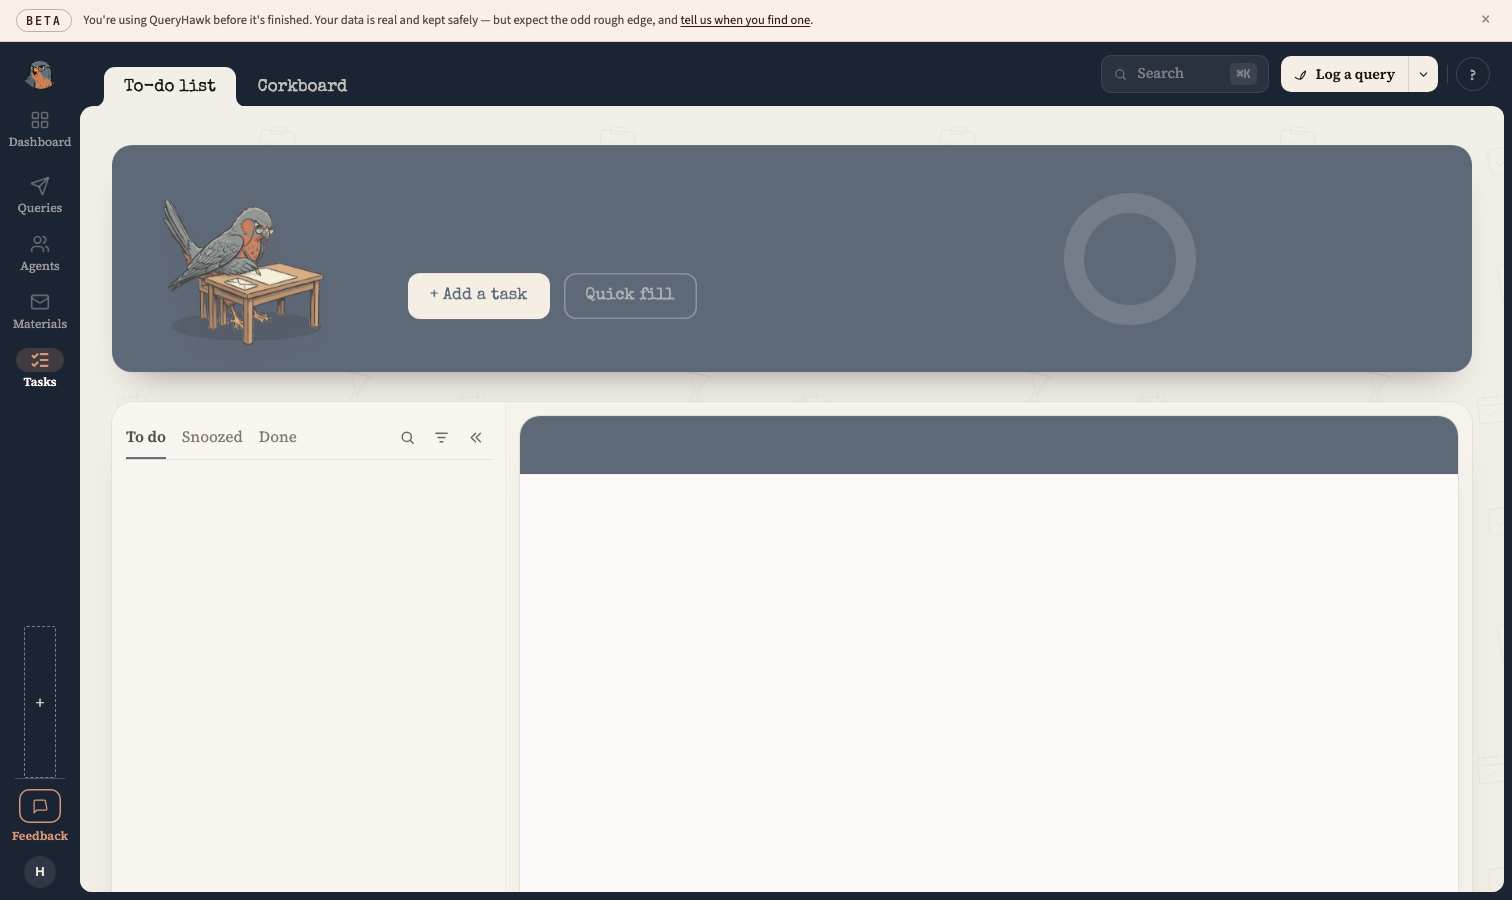 BETA You're using QueryHawk before it's finished. Your data is real and kept safely — but expect the odd rough edge, and tell us when you find one. ×
To-do list Corkboard Search ⌘K Log a query ?
Dashboard
Queries
Agents
Materials
Tasks
+ Add a task Quick fill
To do Snoozed Done
+
Feedback
H